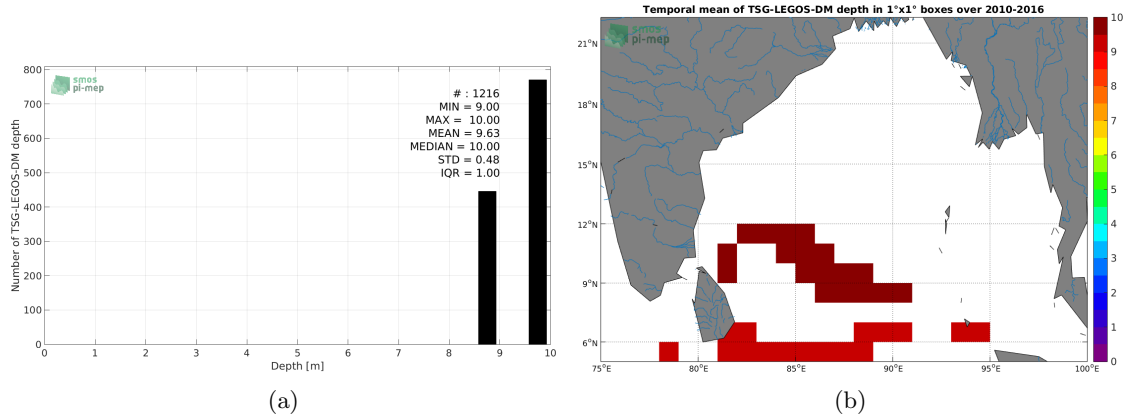 smos
pi-mep
# : 1216
MIN = 9.00
MAX = 10.00
MEAN = 9.63
MEDIAN = 10.00
STD = 0.48
IQR = 1.00
Number of TSG-LEGOS-DM depth
800
700
600
500
400
300
200
100
0
0 1 2 3 4 5 6 7 8 9 10
Depth [m]
(a)
Temporal mean of TSG-LEGOS-DM depth in 1°x1° boxes over 2010-2016
smos
pi-mep
21°N
18°N
15°N
12°N
9°N
6°N
75°E 80°E 85°E 90°E 95°E 100°E
10
9
8
7
6
5
4
3
2
1
0
(b)